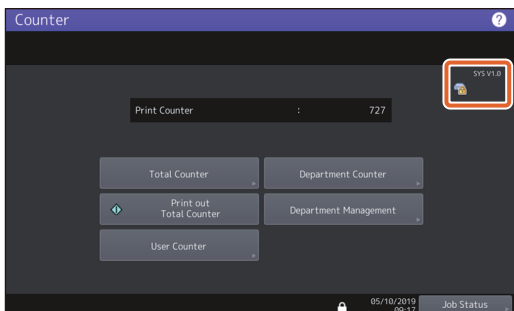 Counter
?
SYS V1.0
Print Counter : 727
Total Counter
Department Counter
Print out
Total Counter
Department Management
User Counter
05/10/2019
09:17
Job Status